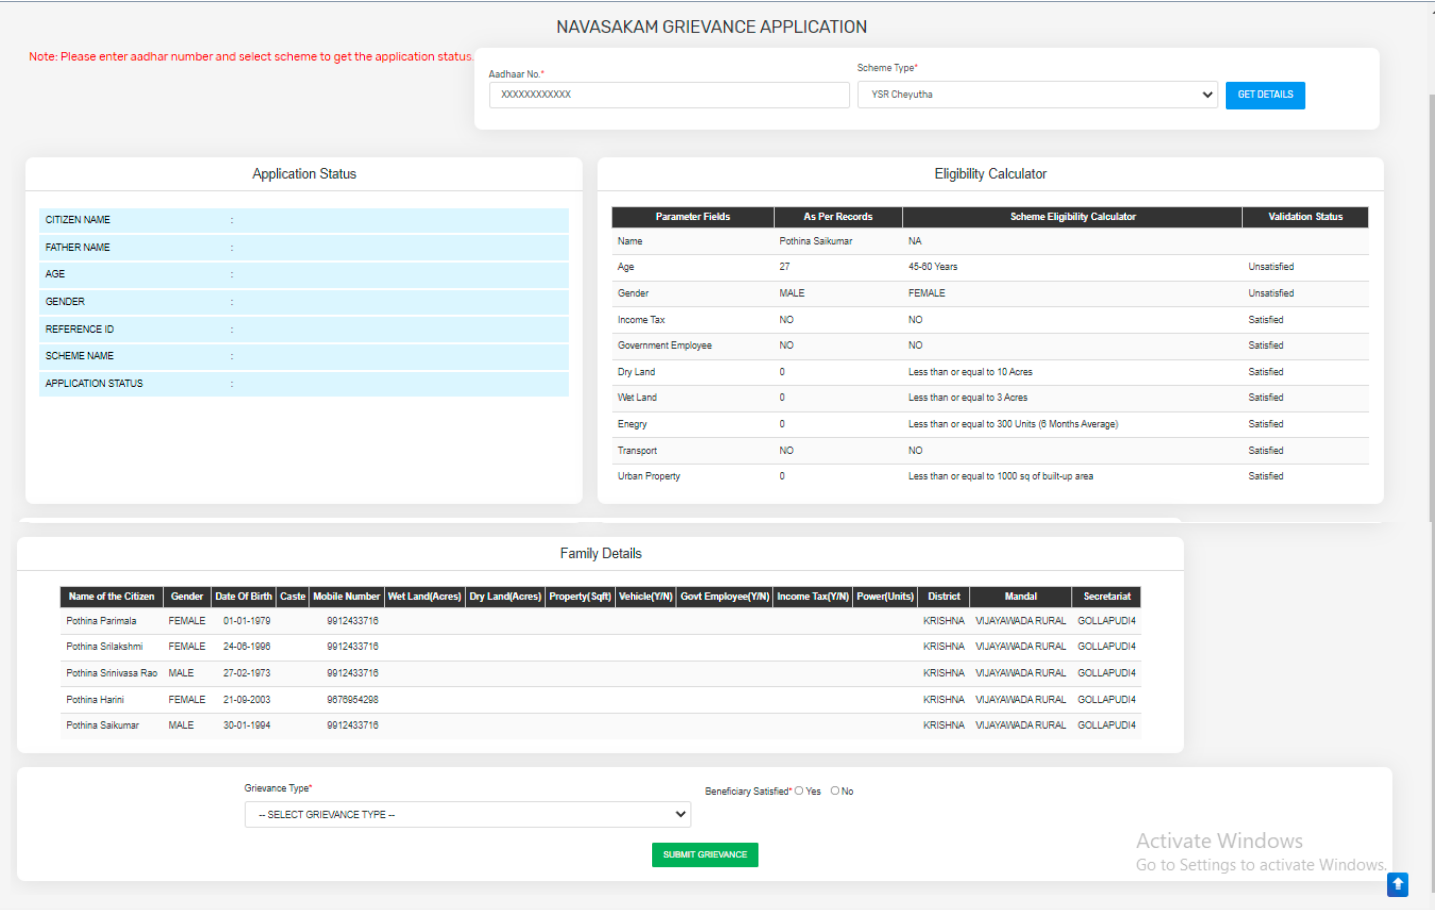 NAVASAKAM GRIEVANCE APPLICATION
Note: Please enter aadhar number and select scheme to get the application status.
Aadhaar No.* Scheme Type*
XXXXXXXXXXXX YSR Cheyutha GET DETAILS
Application Status
CITIZEN NAME :
FATHER NAME :
AGE :
GENDER :
REFERENCE ID :
SCHEME NAME :
APPLICATION STATUS :
Eligibility Calculator
Parameter Fields As Per Records Scheme Eligibility Calculator Validation Status
Name Pothina Saikumar NA
Age 27 45-60 Years Unsatisfied
Gender MALE FEMALE Unsatisfied
Income Tax NO NO Satisfied
Government Employee NO NO Satisfied
Dry Land 0 Less than or equal to 10 Acres Satisfied
Wet Land 0 Less than or equal to 3 Acres Satisfied
Enegry 0 Less than or equal to 300 Units (6 Months Average) Satisfied
Transport NO NO Satisfied
Urban Property 0 Less than or equal to 1000 sq of built-up area Satisfied
Family Details
Name of the Citizen Gender Date Of Birth Caste Mobile Number Wet Land(Acres) Dry Land(Acres) Property(Sqft) Vehicle(Y/N) Govt Employee(Y/N) Income Tax(Y/N) Power(Units) District Mandal Secretariat
Pothina Parimala FEMALE 01-01-1979 9912433716 KRISHNA VIJAYAWADA RURAL GOLLAPUDI4
Pothina Srilakshmi FEMALE 24-06-1996 9912433716 KRISHNA VIJAYAWADA RURAL GOLLAPUDI4
Pothina Srinivasa Rao MALE 27-02-1973 9912433716 KRISHNA VIJAYAWADA RURAL GOLLAPUDI4
Pothina Harini FEMALE 21-09-2003 9676954298 KRISHNA VIJAYAWADA RURAL GOLLAPUDI4
Pothina Saikumar MALE 30-01-1994 9912433716 KRISHNA VIJAYAWADA RURAL GOLLAPUDI4
Grievance Type* Beneficiary Satisfied* Yes No
-- SELECT GRIEVANCE TYPE --
SUBMIT GRIEVANCE
Activate Windows
Go to Settings to activate Windows.